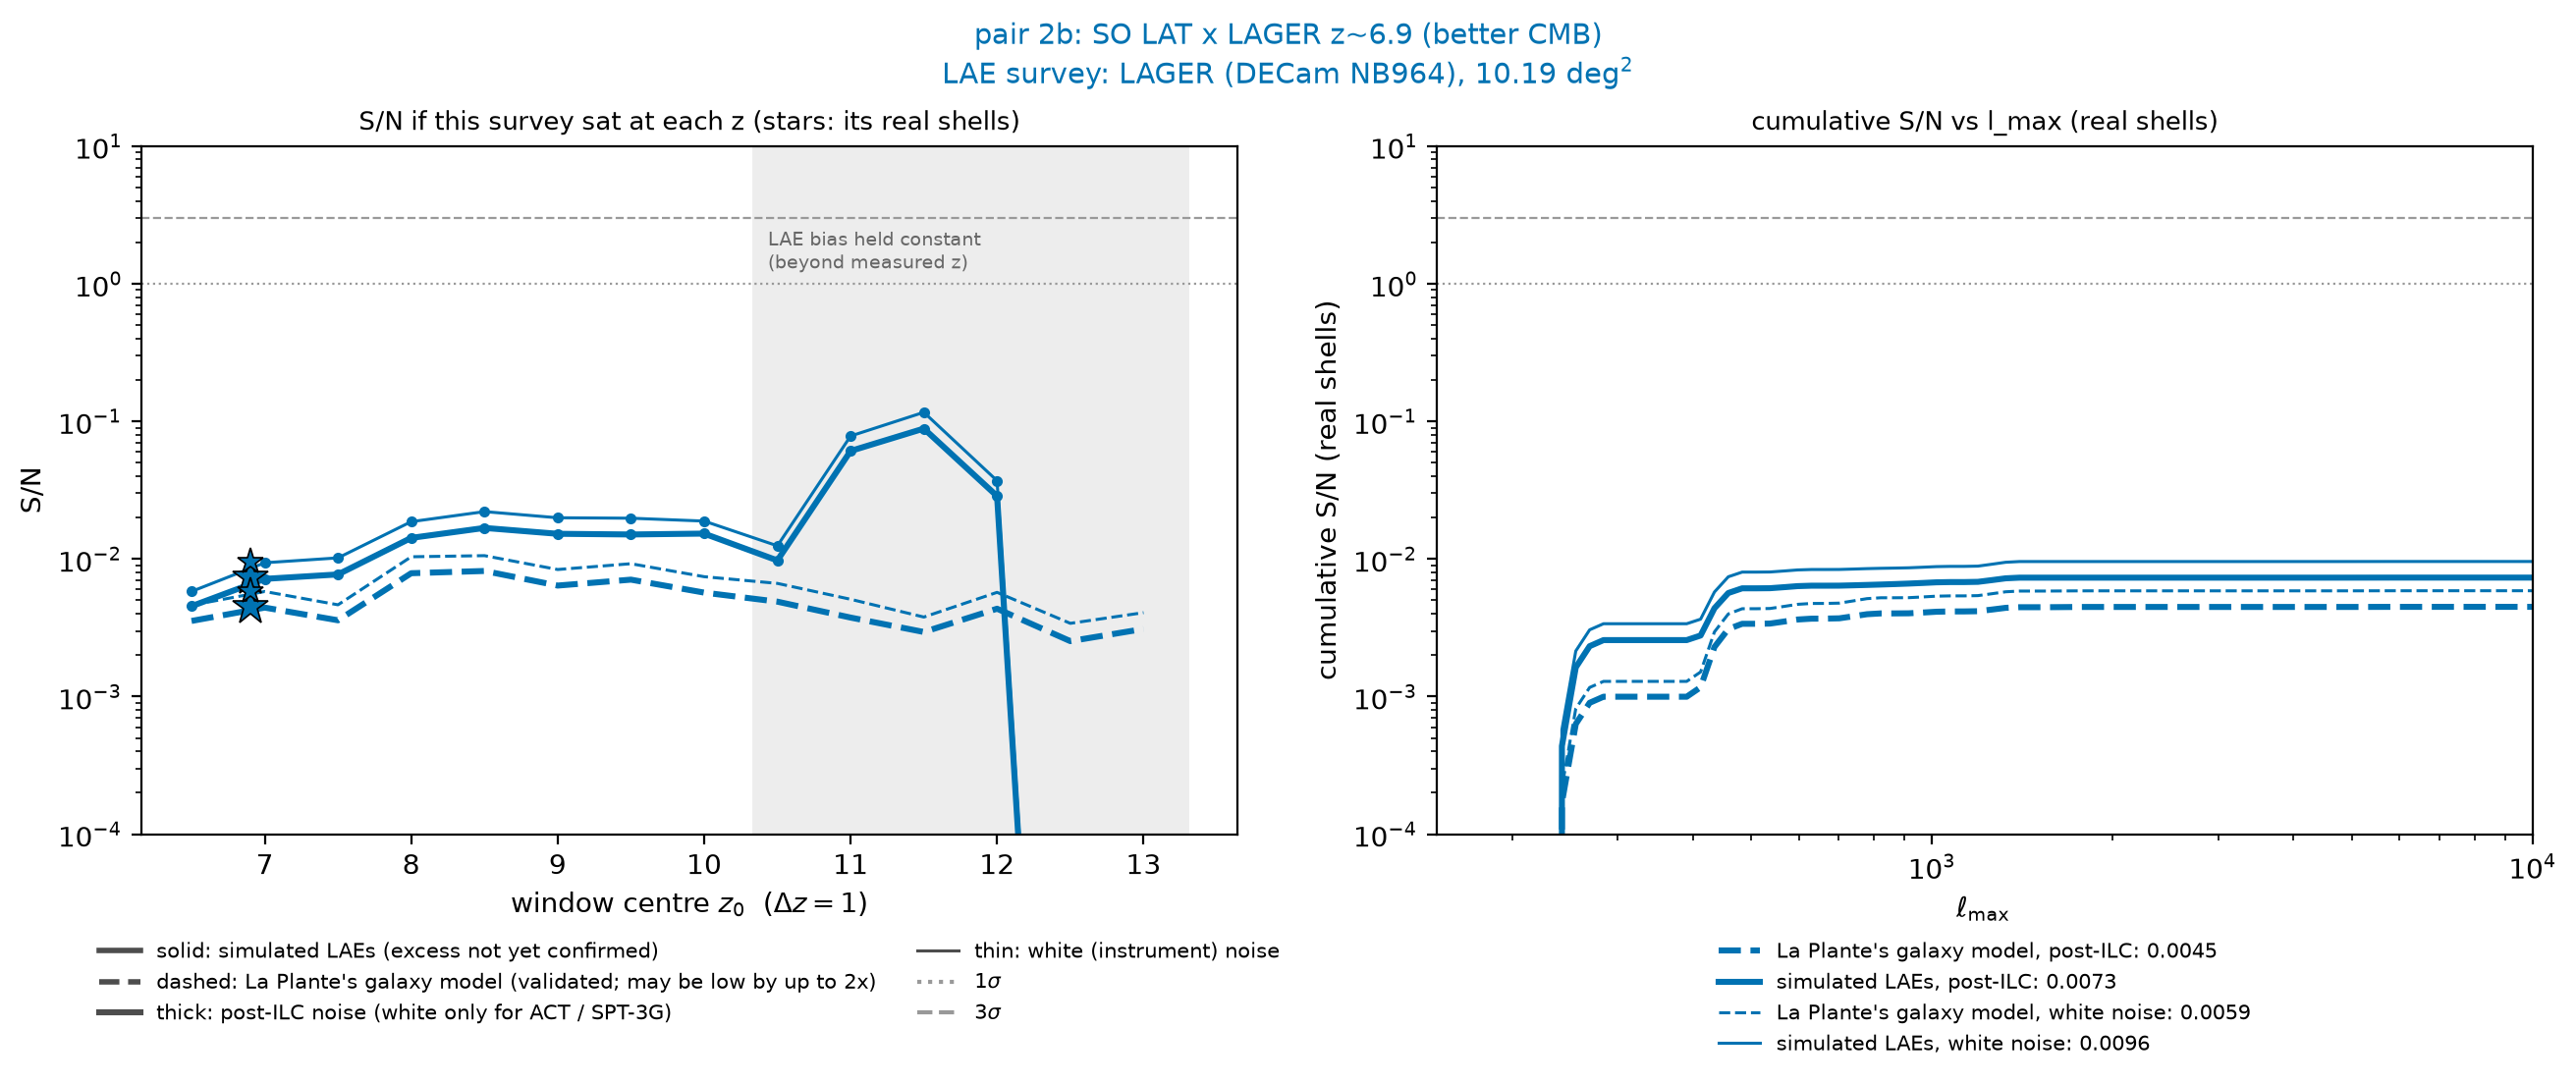 pair 2b: SO LAT x LAGER z~6.9 (better CMB)
LAE survey: LAGER (DECam NB964), 10.19 deg²
S/N if this survey sat at each z (stars: its real shells)
10¹
10⁰
10⁻¹
10⁻²
10⁻³
10⁻⁴
S/N
LAE bias held constant
(beyond measured z)
7 8 9 10 11 12 13
window centre z₀ (Δz = 1)
cumulative S/N vs l_max (real shells)
10¹
10⁰
10⁻¹
10⁻²
10⁻³
10⁻⁴
cumulative S/N (real shells)
10³ 10⁴
ℓmax
solid: simulated LAEs (excess not yet confirmed)
dashed: La Plante's galaxy model (validated; may be low by up to 2x)
thick: post-ILC noise (white only for ACT / SPT-3G)
thin: white (instrument) noise
1σ
3σ
La Plante's galaxy model, post-ILC: 0.0045
simulated LAEs, post-ILC: 0.0073
La Plante's galaxy model, white noise: 0.0059
simulated LAEs, white noise: 0.0096